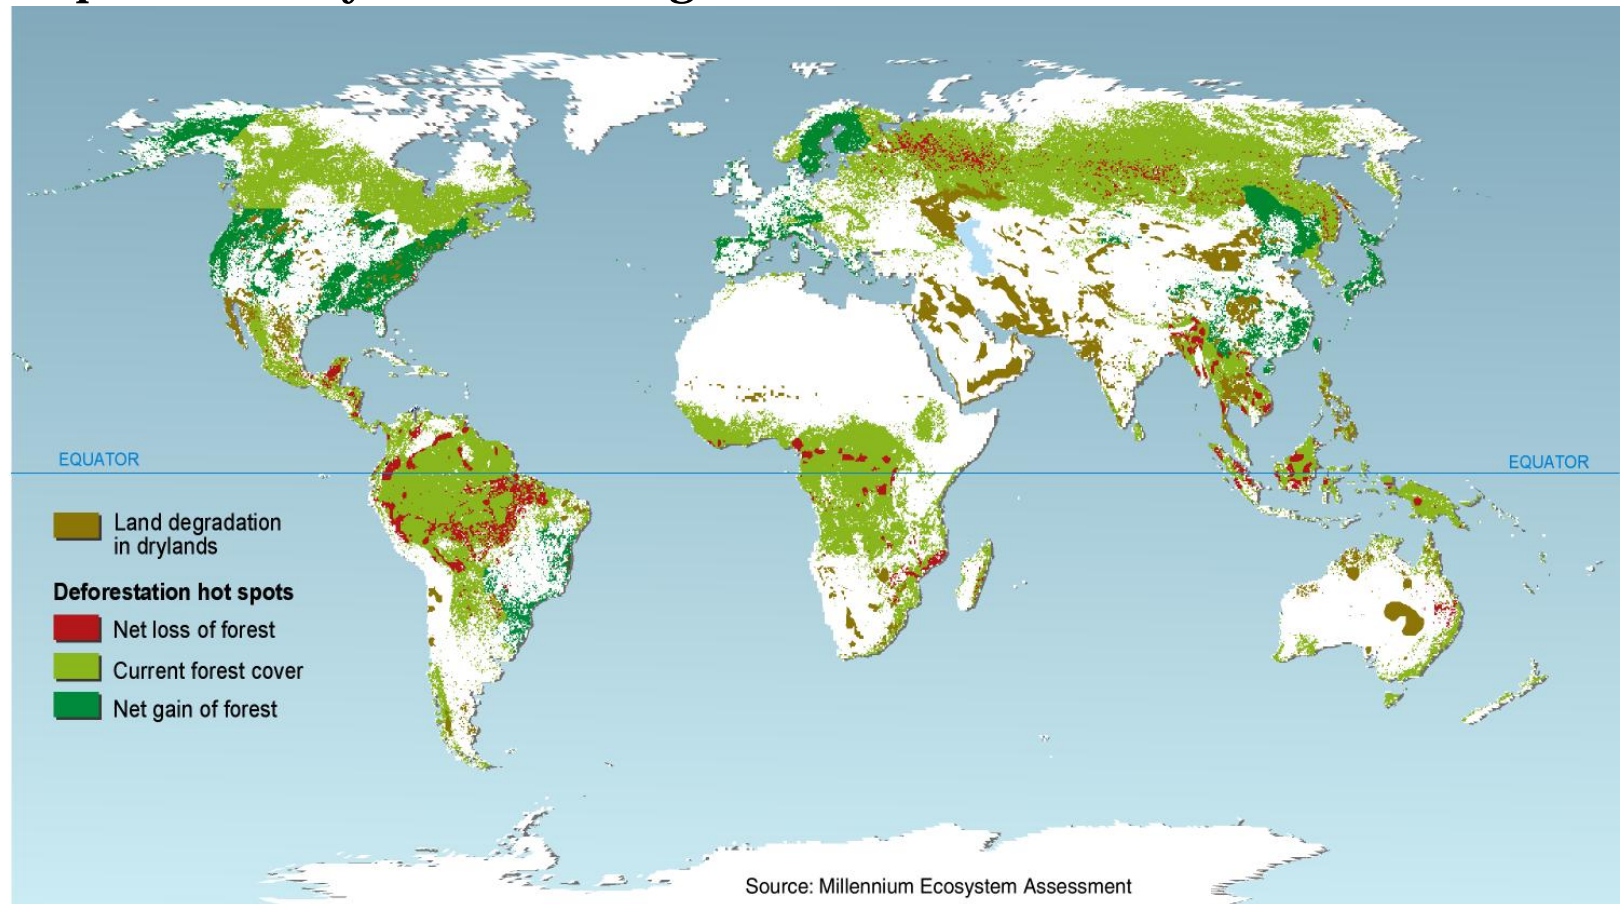 EQUATOR
EQUATOR
Land degradation
in drylands
Deforestation hot spots
Net loss of forest
Current forest cover
Net gain of forest
Source: Millennium Ecosystem Assessment